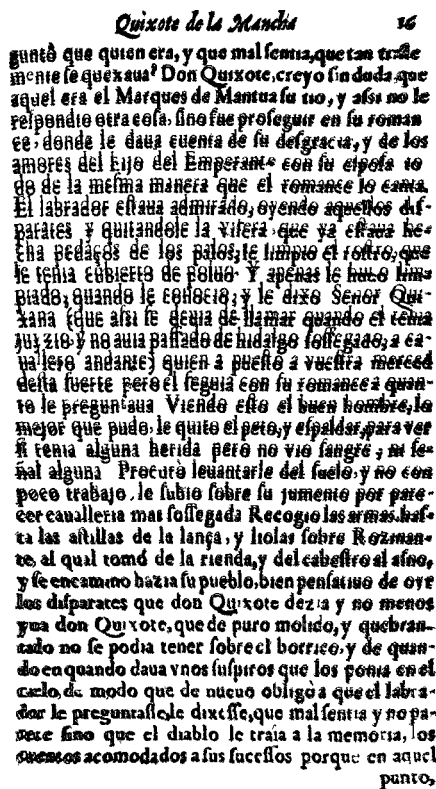 Quixote de la Mancha 16
guntò que quien era, y que mal sentia, que tan triste
mente se quexaua? Don Quixote, creyo sin duda, que
aquel era el Marques de Mantua su tio, y assi no le
respondio otra cosa, sino fue proseguir en su roman
ce, donde le daua cuenta de su desgracia, y de los
amores del hijo del Emperante con su esposa to
do de la mesma manera que el romance lo canta.
El labrador estaua admirado, oyendo aquellos dis-
parates y quitandole la visera que ya estaua he-
cha pedaços de los palos, le limpio el rostro, que
le tenia cubierto de poluo Y apenas le huuo lim-
piado, quando le conocio, y le dixo Señor Qui-
xana (que assi se deuia de llamar quando el tenia
juyzio y no auia passado de hidalgo sossegado, a ca-
uallero andante) quien a puesto a vuestra merced
desta suerte pero el seguia con su romance a quan-
to le preguntaua Viendo esto el buen hombre, lo
mejor que pudo, le quito el peto, y espaldar, para ver
si tenia alguna herida pero no vio sangre, ni se-
ñal alguna Procurò leuantarle del suelo, y no con
poco trabajo, le subio sobre su jumento por pare
cer caualleria mas sossegada Recogio las armas, has-
ta las astillas de la lança, y liolas sobre Rozinan-
te, al qual tomó de la rienda, y del cabestro al asno,
y se encamino hazia su pueblo, bien pensatiuo de oyr
los disparates que don Quixote dezia y no menos
yua don Quixote, que de puro molido, y quebran-
tado no se podia tener sobre el borrico y de quan-
do en quando daua vnos suspiros que los ponia en el
cielo, de modo que de nueuo obligò a que el labra-
dor le preguntasse, le dixesse, que mal sentia y no pa-
rece sino que el diablo le traía a la memoria, los
cuentos acomodados a sus sucessos porque en aquel
punto,